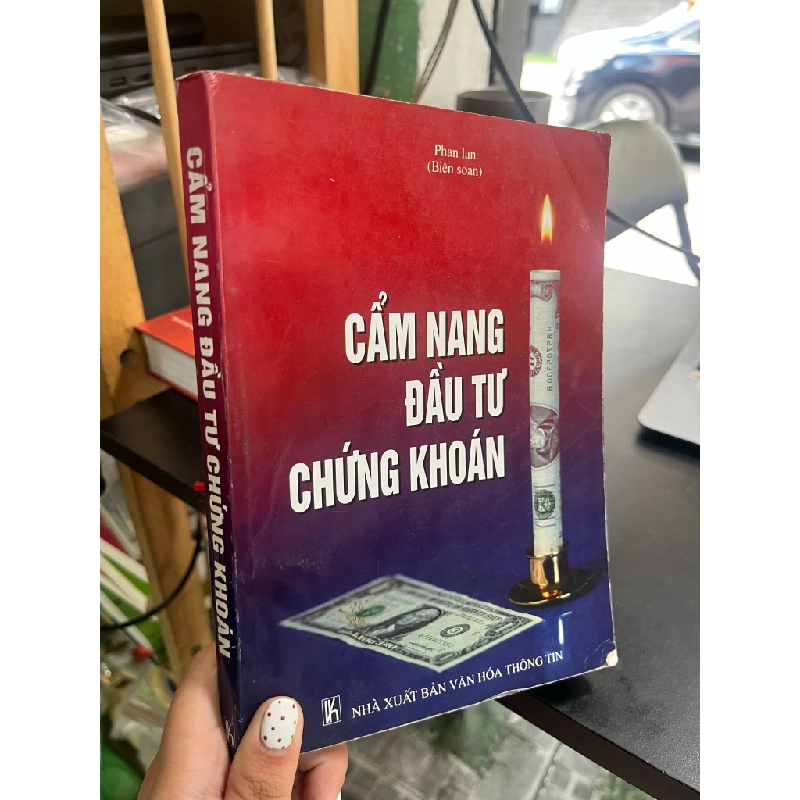 Phan lan
(Biên soạn)
CẨM NANG
ĐẦU TƯ
CHỨNG KHOÁN
NHÀ XUẤT BẢN VĂN HÓA THÔNG TIN
CẨM NANG ĐẦU TƯ CHỨNG KHOÁN